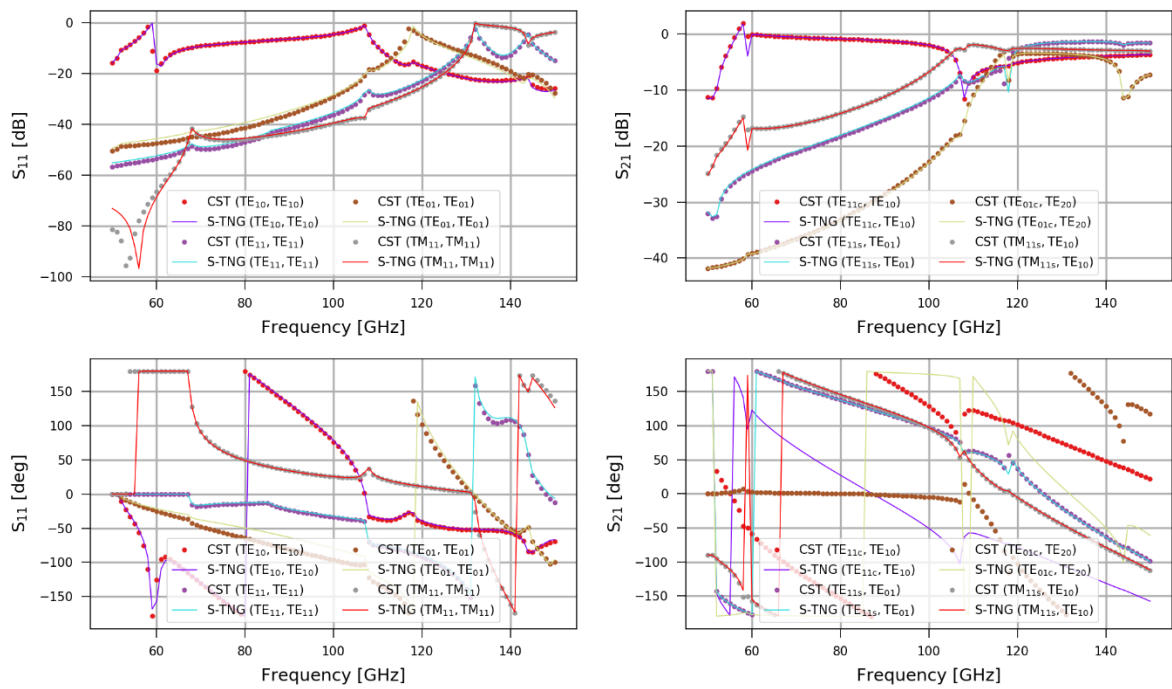 0
−20
−40
−60
−80
−100
S11 [dB]
CST (TE10, TE10)
S-TNG (TE10, TE10)
CST (TE11, TE11)
S-TNG (TE11, TE11)
CST (TE01, TE01)
S-TNG (TE01, TE01)
CST (TM11, TM11)
S-TNG (TM11, TM11)
60 80 100 120 140
Frequency [GHz]
0
−10
−20
−30
−40
S21 [dB]
CST (TE11c, TE10)
S-TNG (TE11c, TE10)
CST (TE11s, TE01)
S-TNG (TE11s, TE01)
CST (TE01c, TE20)
S-TNG (TE01c, TE20)
CST (TM11s, TE10)
S-TNG (TM11s, TE10)
60 80 100 120 140
Frequency [GHz]
150
100
50
0
−50
−100
−150
S11 [deg]
CST (TE10, TE10)
S-TNG (TE10, TE10)
CST (TE11, TE11)
S-TNG (TE11, TE11)
CST (TE01, TE01)
S-TNG (TE01, TE01)
CST (TM11, TM11)
S-TNG (TM11, TM11)
60 80 100 120 140
Frequency [GHz]
150
100
50
0
−50
−100
−150
S21 [deg]
CST (TE11c, TE10)
S-TNG (TE11c, TE10)
CST (TE11s, TE01)
S-TNG (TE11s, TE01)
CST (TE01c, TE20)
S-TNG (TE01c, TE20)
CST (TM11s, TE10)
S-TNG (TM11s, TE10)
60 80 100 120 140
Frequency [GHz]